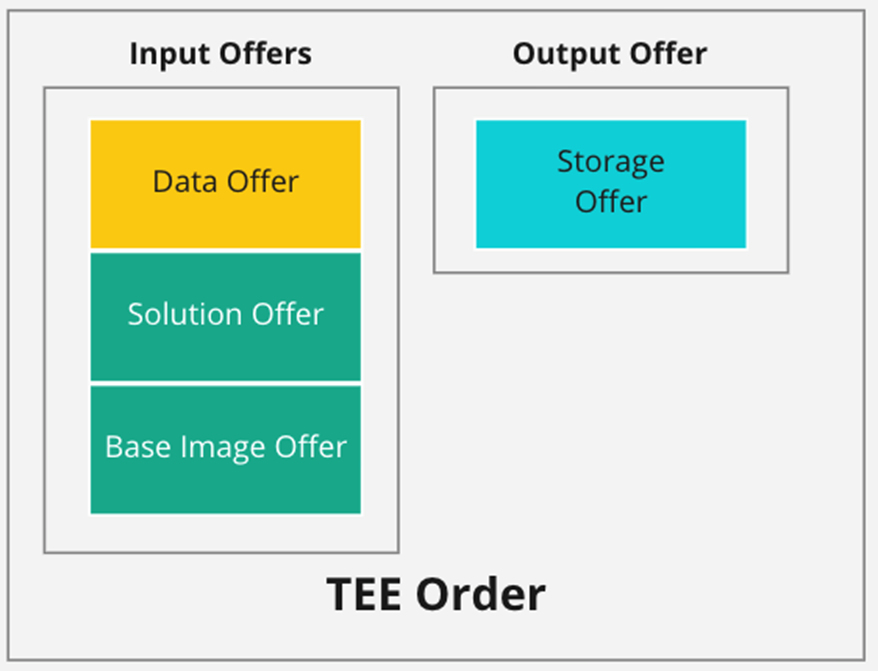 Input Offers
Data Offer
Solution Offer
Base Image Offer
Output Offer
Storage
Offer
TEE Order